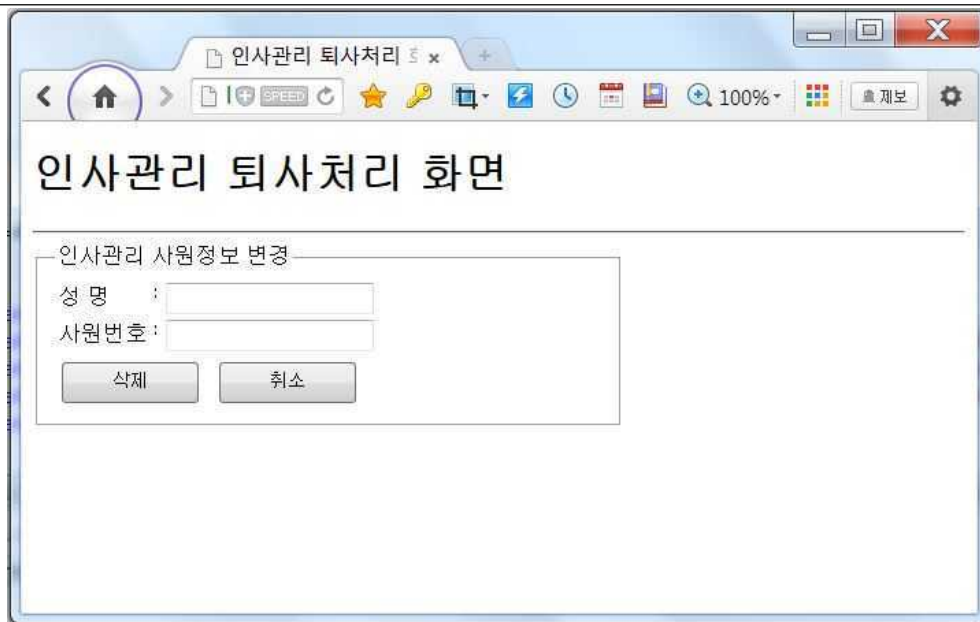 인사관리 퇴사처리
SPEED 100% 홈 제보
인사관리 퇴사처리 화면
인사관리 사원정보 변경
성 명 :
사원번호 :
삭제 취소